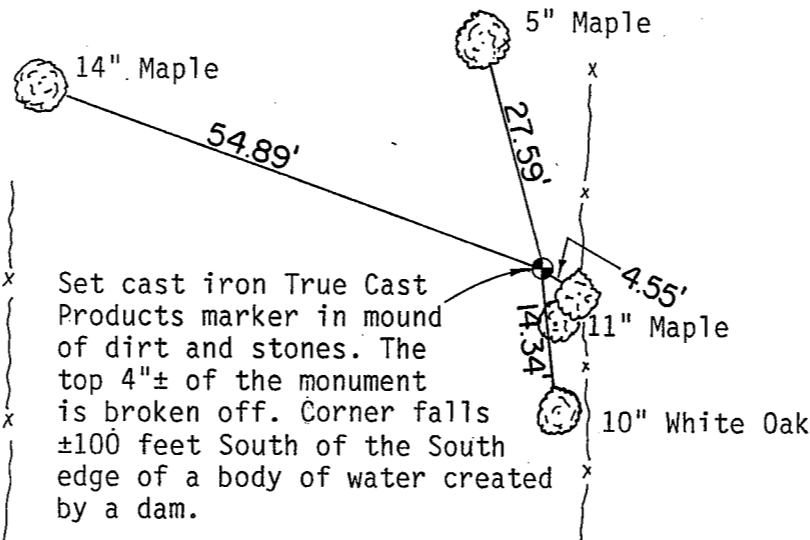 5" Maple
14" Maple
54.89'
27.59'
4.55'
14.34'
11" Maple
10" White Oak
Set cast iron True Cast
Products marker in mound
of dirt and stones. The
top 4"± of the monument
is broken off. Corner falls
±100 feet South of the South
edge of a body of water created
by a dam.
x
x
x
x
x
x